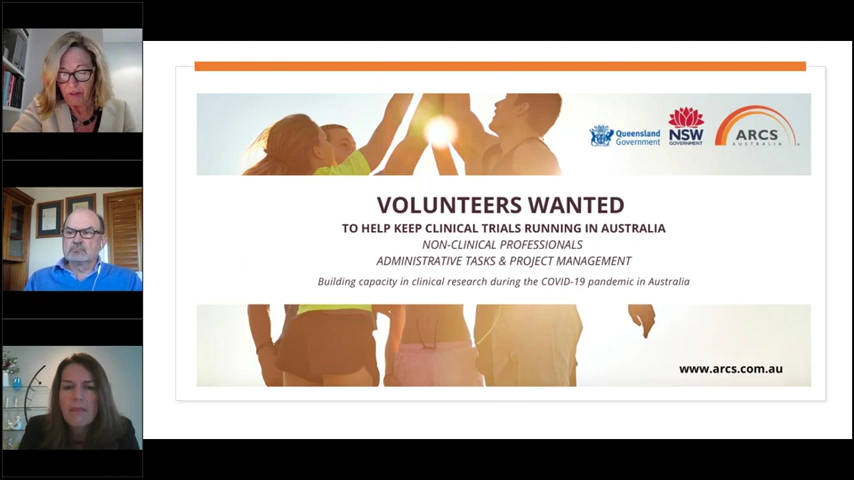 Queensland
Government
NSW
GOVERNMENT
ARCS
AUSTRALIA
VOLUNTEERS WANTED
TO HELP KEEP CLINICAL TRIALS RUNNING IN AUSTRALIA
NON-CLINICAL PROFESSIONALS
ADMINISTRATIVE TASKS & PROJECT MANAGEMENT
Building capacity in clinical research during the COVID-19 pandemic in Australia
www.arcs.com.au